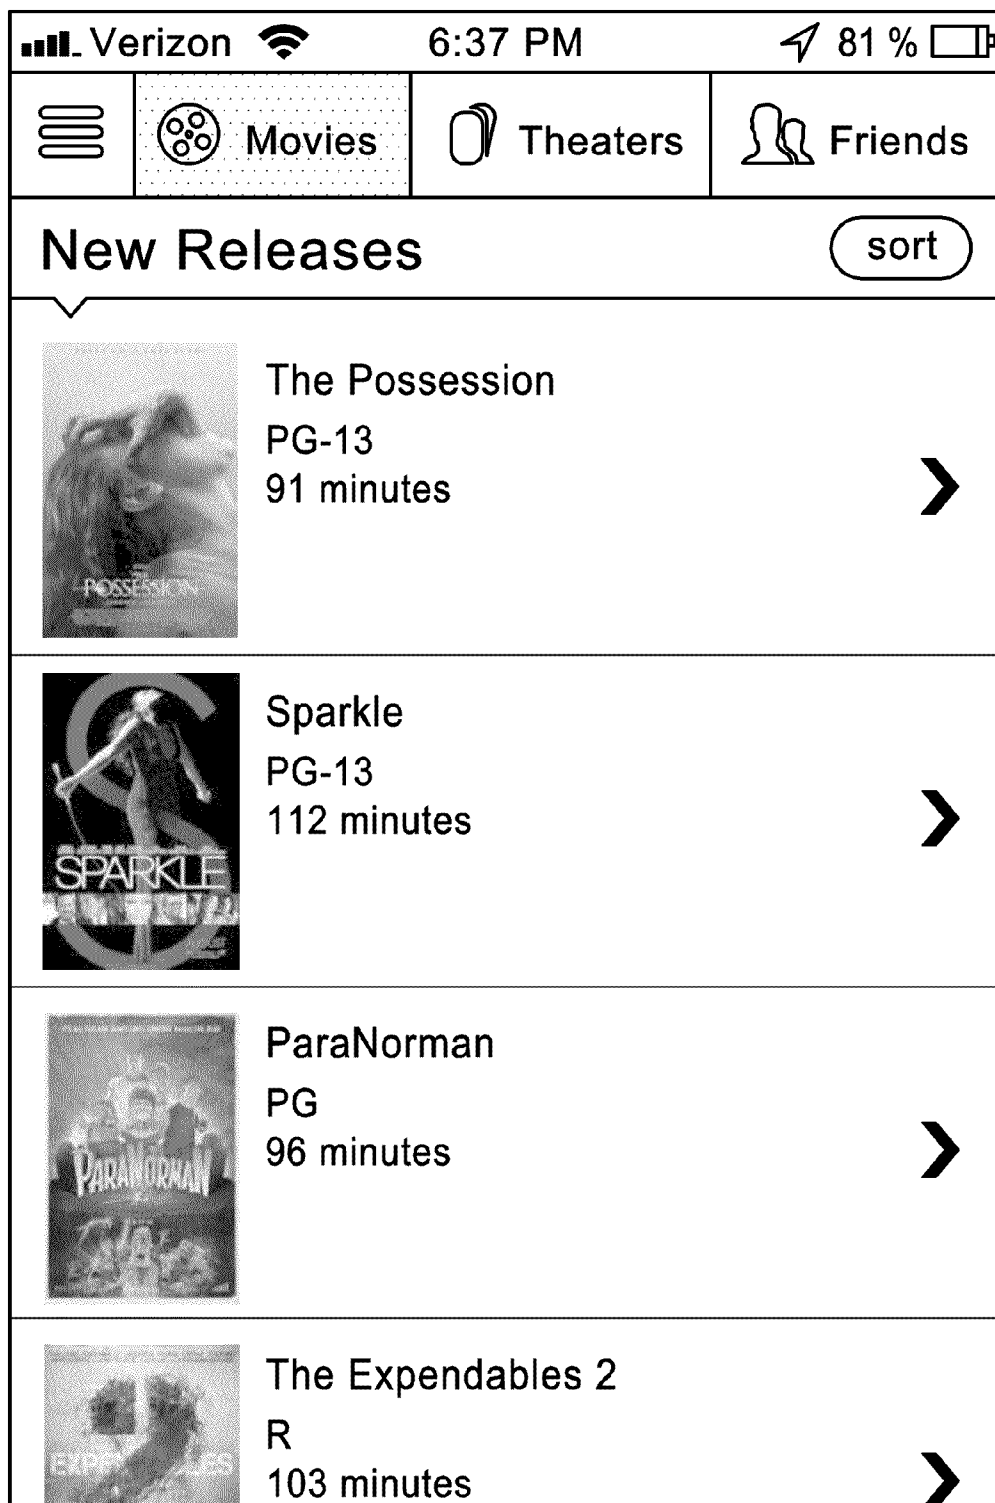 Verizon 6:37 PM 81 %
Movies Theaters Friends
New Releases sort
The Possession
PG-13
91 minutes
POSSESSION
Sparkle
PG-13
112 minutes
SPARKLE
ParaNorman
PG
96 minutes
PARANORMAN
The Expendables 2
R
103 minutes